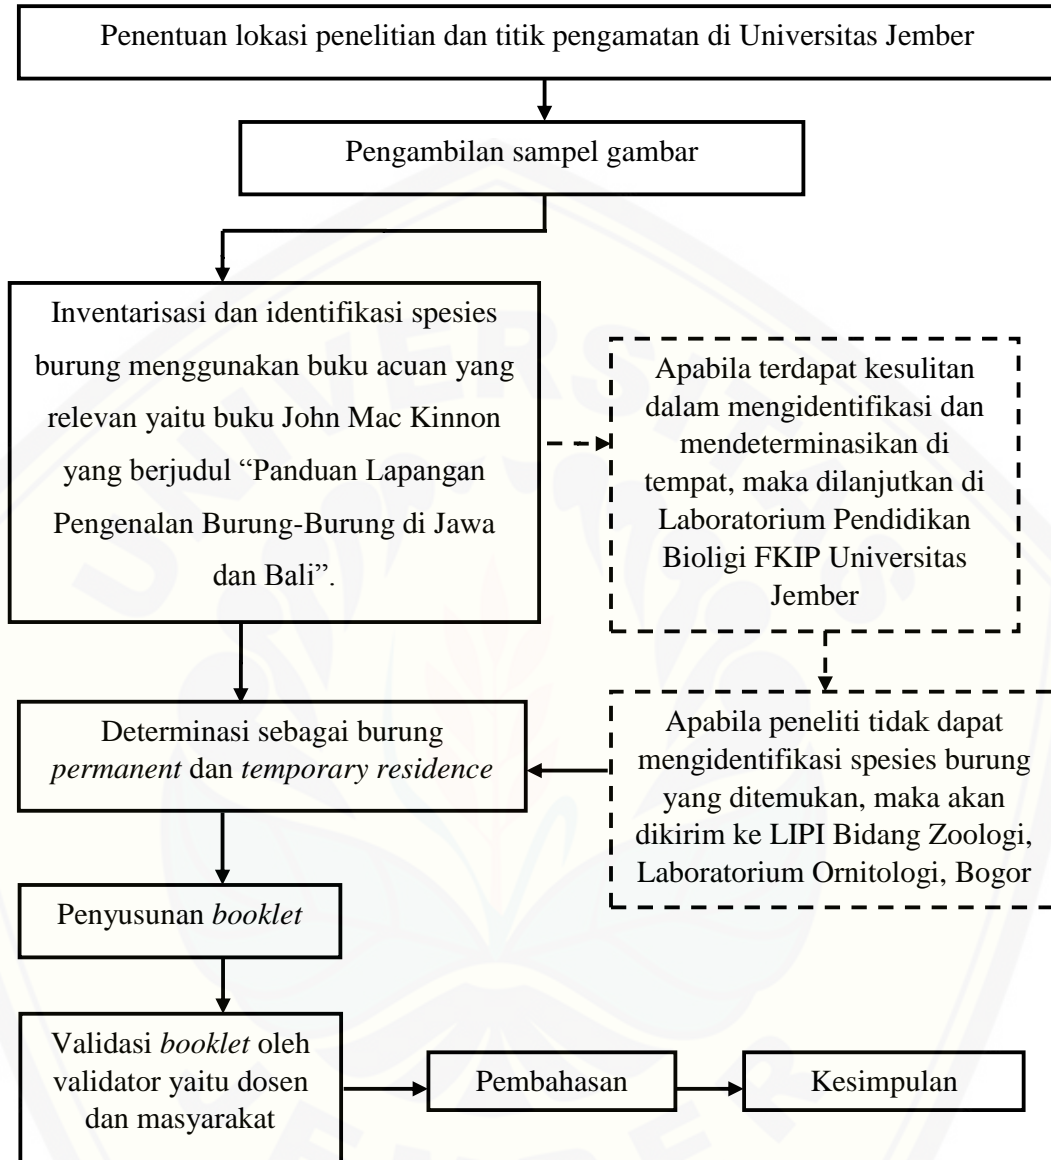 Penentuan lokasi penelitian dan titik pengamatan di Universitas Jember
Pengambilan sampel gambar
Inventarisasi dan identifikasi spesies
burung menggunakan buku acuan yang
relevan yaitu buku John Mac Kinnon
yang berjudul “Panduan Lapangan
Pengenalan Burung-Burung di Jawa
dan Bali”.
Apabila terdapat kesulitan
dalam mengidentifikasi dan
mendeterminasikan di
tempat, maka dilanjutkan di
Laboratorium Pendidikan
Bioligi FKIP Universitas
Jember
Apabila peneliti tidak dapat
mengidentifikasi spesies burung
yang ditemukan, maka akan
dikirim ke LIPI Bidang Zoologi,
Laboratorium Ornitologi, Bogor
Determinasi sebagai burung
permanent dan temporary residence
Penyusunan booklet
Validasi booklet oleh
validator yaitu dosen
dan masyarakat
Pembahasan
Kesimpulan
UNIVERSITAS
JEMBER